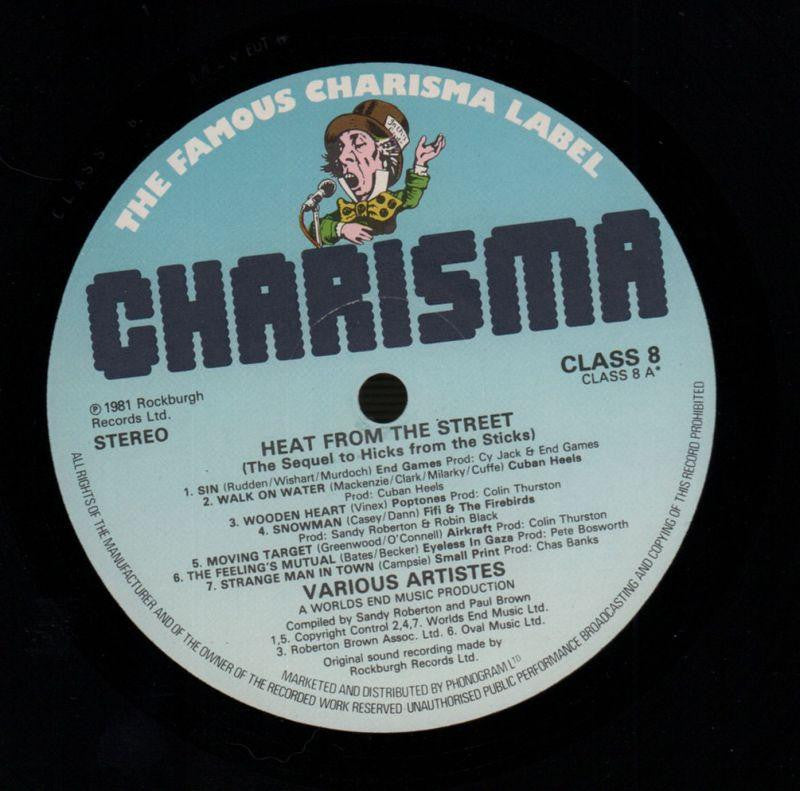 THE FAMOUS CHARISMA LABEL
CHARISMA
CLASS 8
CLASS 8 A*
℗ 1981 Rockburgh
Records Ltd.
STEREO
HEAT FROM THE STREET
(The Sequel to Hicks from the Sticks)
1. SIN (Rudden/Wishart/Murdoch) End Games Prod: Cy Jack & End Games
2. WALK ON WATER (Mackenzie/Clark/Milarky/Cuffe) Cuban Heels
Prod: Cuban Heels
3. WOODEN HEART (Vinex) Poptones Prod: Colin Thurston
4. SNOWMAN (Casey/Dann) Fifi & The Firebirds
Prod: Sandy Roberton & Robin Black
5. MOVING TARGET (Greenwood/O'Connell) Airkraft Prod: Colin Thurston
6. THE FEELING'S MUTUAL (Bates/Becker) Eyeless In Gaza Prod: Pete Bosworth
7. STRANGE MAN IN TOWN (Campsie) Small Print Prod: Chas Banks
VARIOUS ARTISTES
A WORLDS END MUSIC PRODUCTION
Compiled by Sandy Roberton and Paul Brown
1,5. Copyright Control 2,4,7. Worlds End Music Ltd.
3. Roberton Brown Assoc. Ltd. 6. Oval Music Ltd.
Original sound recording made by
Rockburgh Records Ltd.
MARKETED AND DISTRIBUTED BY PHONOGRAM LTD
ALL RIGHTS OF THE MANUFACTURER AND OF THE OWNER OF THE RECORDED WORK RESERVED · UNAUTHORISED PUBLIC PERFORMANCE BROADCASTING AND COPYING OF THIS RECORD PROHIBITED
CLASS